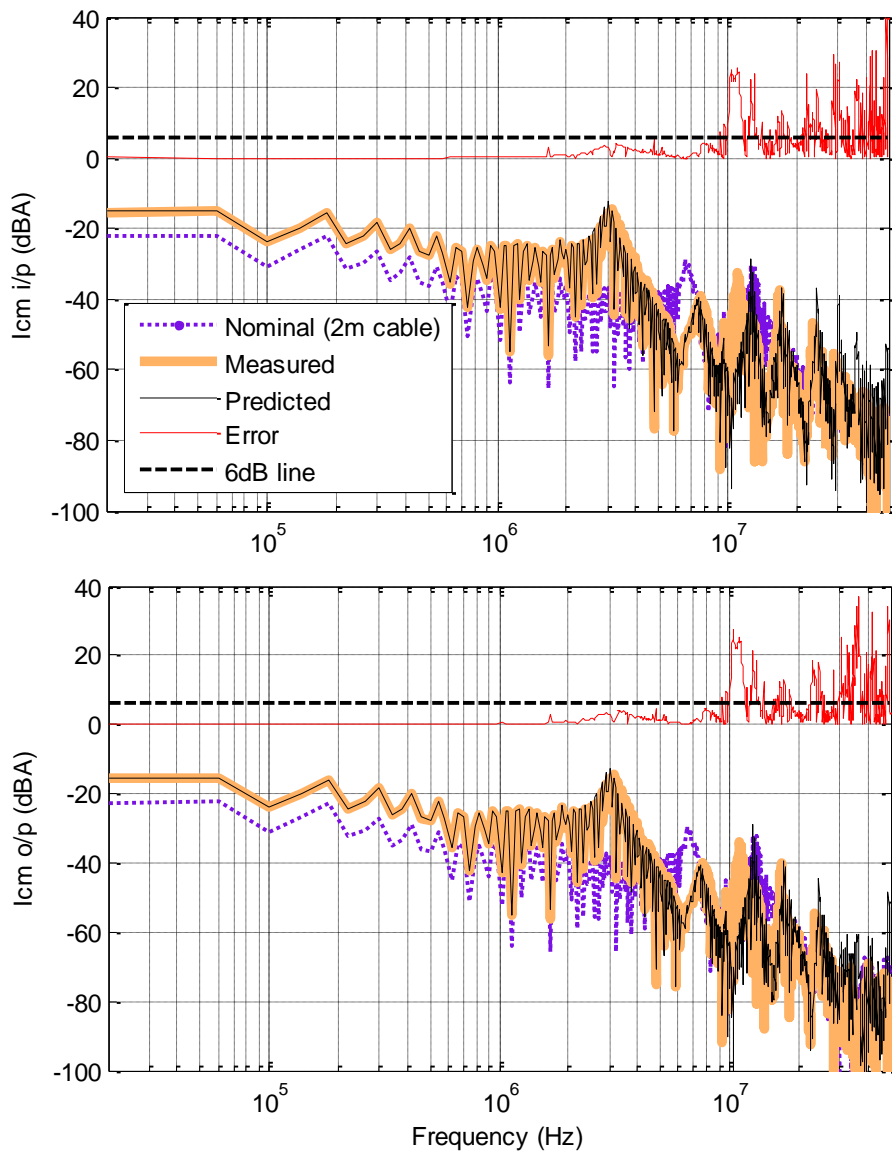 40
20
0
-20
-40
-60
-80
-100
Icm i/p (dBA)
Nominal (2m cable)
Measured
Predicted
Error
6dB line
10^5
10^6
10^7
40
20
0
-20
-40
-60
-80
-100
Icm o/p (dBA)
10^5
10^6
10^7
Frequency (Hz)